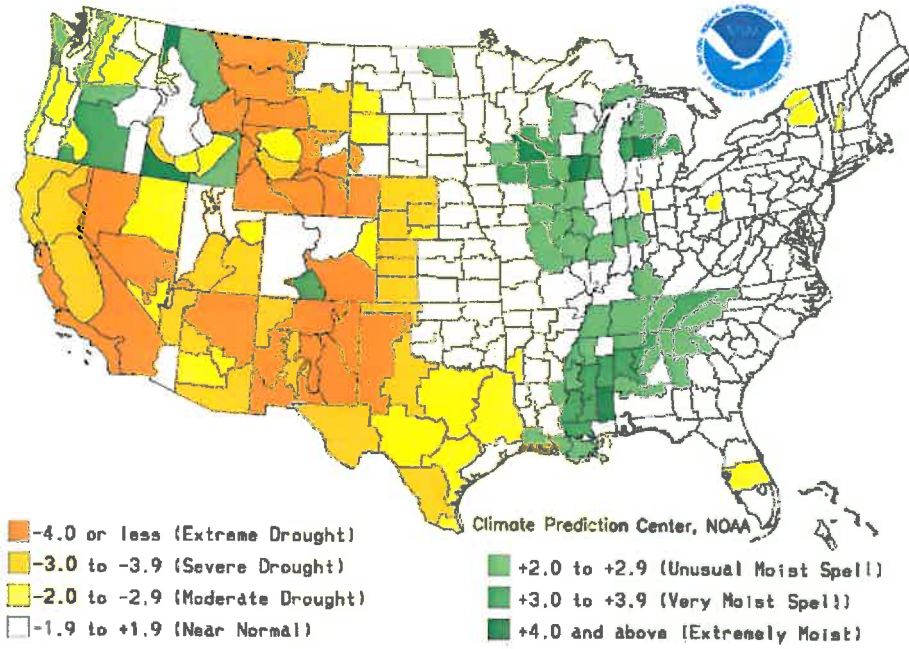 Climate Prediction Center, NOAA
-4.0 or less (Extreme Drought)
-3.0 to -3.9 (Severe Drought)
-2.0 to -2.9 (Moderate Drought)
-1.9 to +1.9 (Near Normal)
+2.0 to +2.9 (Unusual Moist Spell)
+3.0 to +3.9 (Very Moist Spell)
+4.0 and above (Extremely Moist)